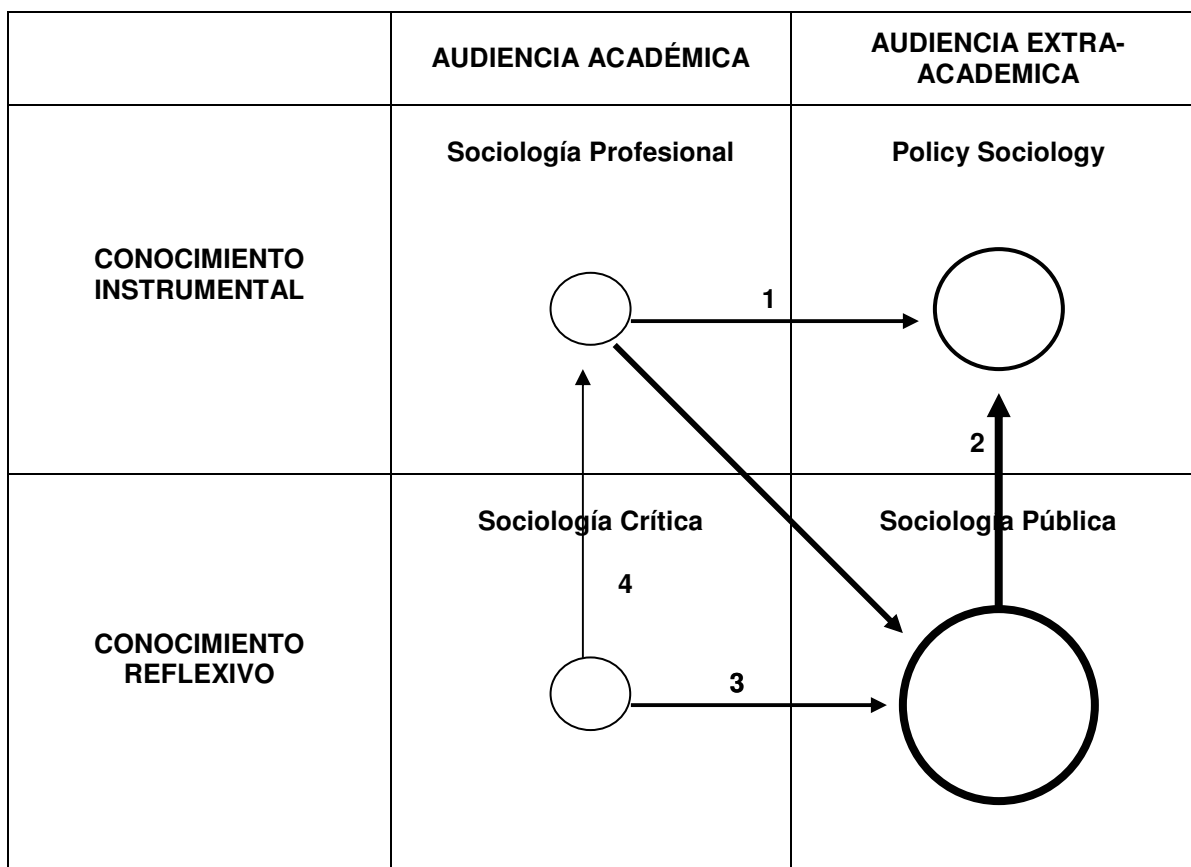 AUDIENCIA ACADÉMICA
AUDIENCIA EXTRA-
ACADEMICA
Sociología Profesional
Policy Sociology
CONOCIMIENTO
INSTRUMENTAL
1
2
Sociología Crítica
Sociología Pública
4
CONOCIMIENTO
REFLEXIVO
3